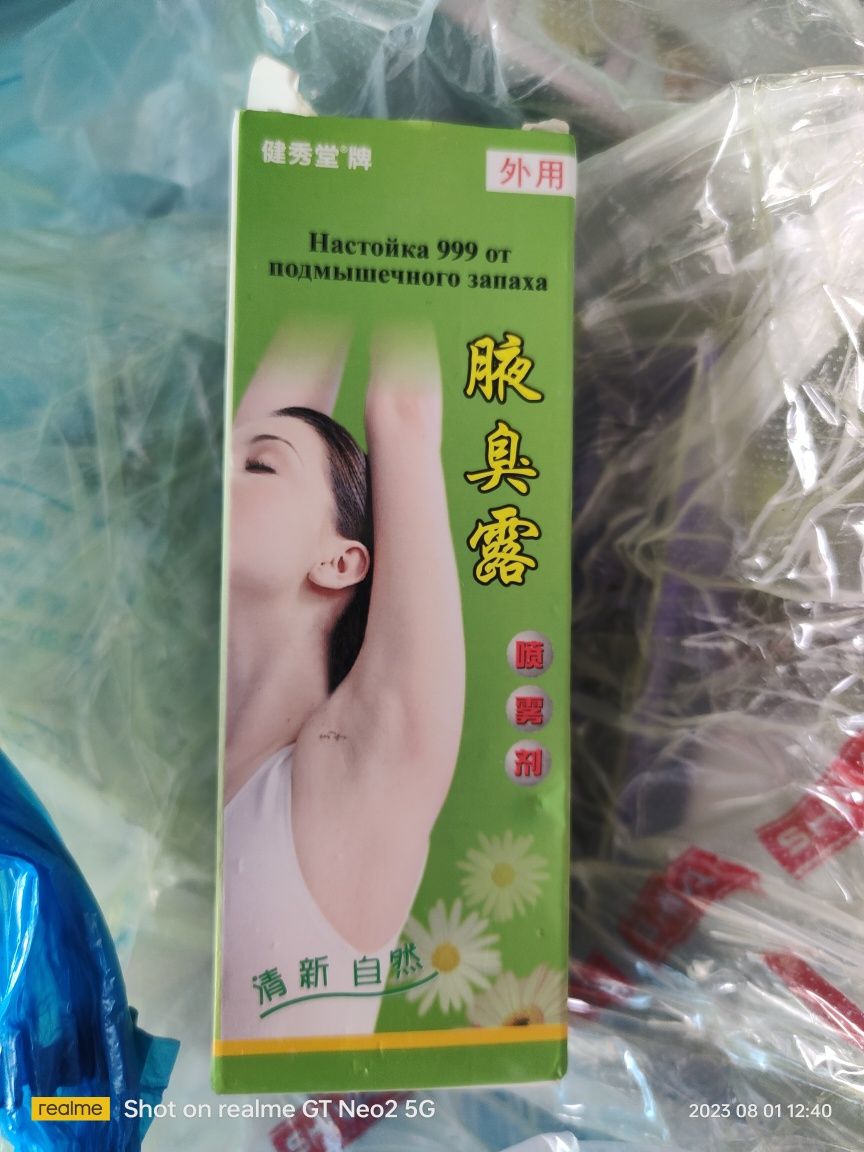 健秀堂®牌
外用
Настойка 999 от
подмышечного запаха
腋臭露
喷雾剂
清新 自然
realme Shot on realme GT Neo2 5G
2023 08 01 12:40